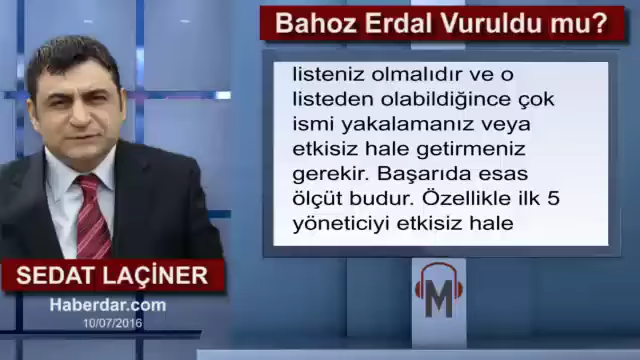 Bahoz Erdal Vuruldu mu?
listeniz olmalıdır ve o
listeden olabildiğince çok
ismi yakalamanız veya
etkisiz hale getirmeniz
gerekir. Başarıda esas
ölçüt budur. Özellikle ilk 5
yöneticiyi etkisiz hale
SEDAT LAÇİNER
Haberdar.com
10/07/2016
M